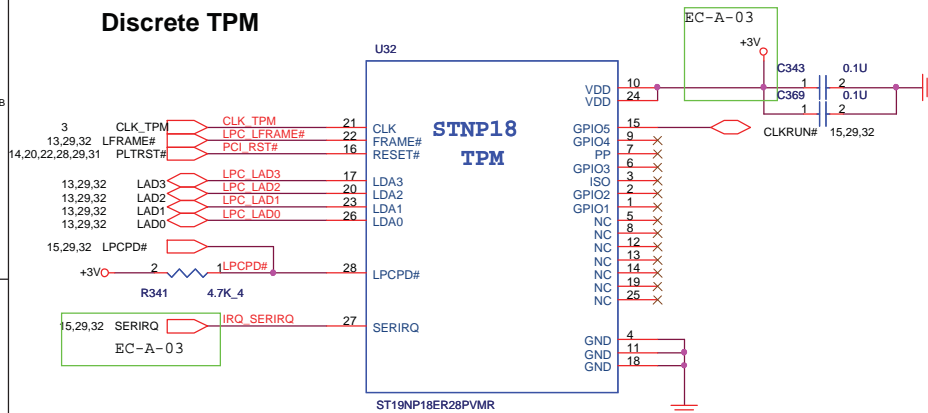 Discrete TPM
EC-A-03
U32
+3V
C343 0.1U
1 2
C369 0.1U
1 2
B
VDD 10
VDD 24
3 CLK_TPM CLK_TPM 21 CLK
13,29,32 LFRAME# LPC_LFRAME# 22 FRAME#
14,20,22,28,29,31 PLTRST# PCI_RST# 16 RESET#
STNP18
TPM
GPIO5 15
CLKRUN# 15,29,32
GPIO4 9
PP 7
GPIO3 6
ISO 3
GPIO2 2
GPIO1 1
NC 5
NC 8
NC 12
NC 13
NC 14
NC 19
NC 25
13,29,32 LAD3 LPC_LAD3 17 LDA3
13,29,32 LAD2 LPC_LAD2 20 LDA2
13,29,32 LAD1 LPC_LAD1 23 LDA1
13,29,32 LAD0 LPC_LAD0 26 LDA0
15,29,32 LPCPD#
+3V 2 1 LPCPD# 28 LPCPD#
R341 4.7K_4
15,29,32 SERIRQ IRQ_SERIRQ 27 SERIRQ
EC-A-03
GND 4
GND 11
GND 18
ST19NP18ER28PVMR